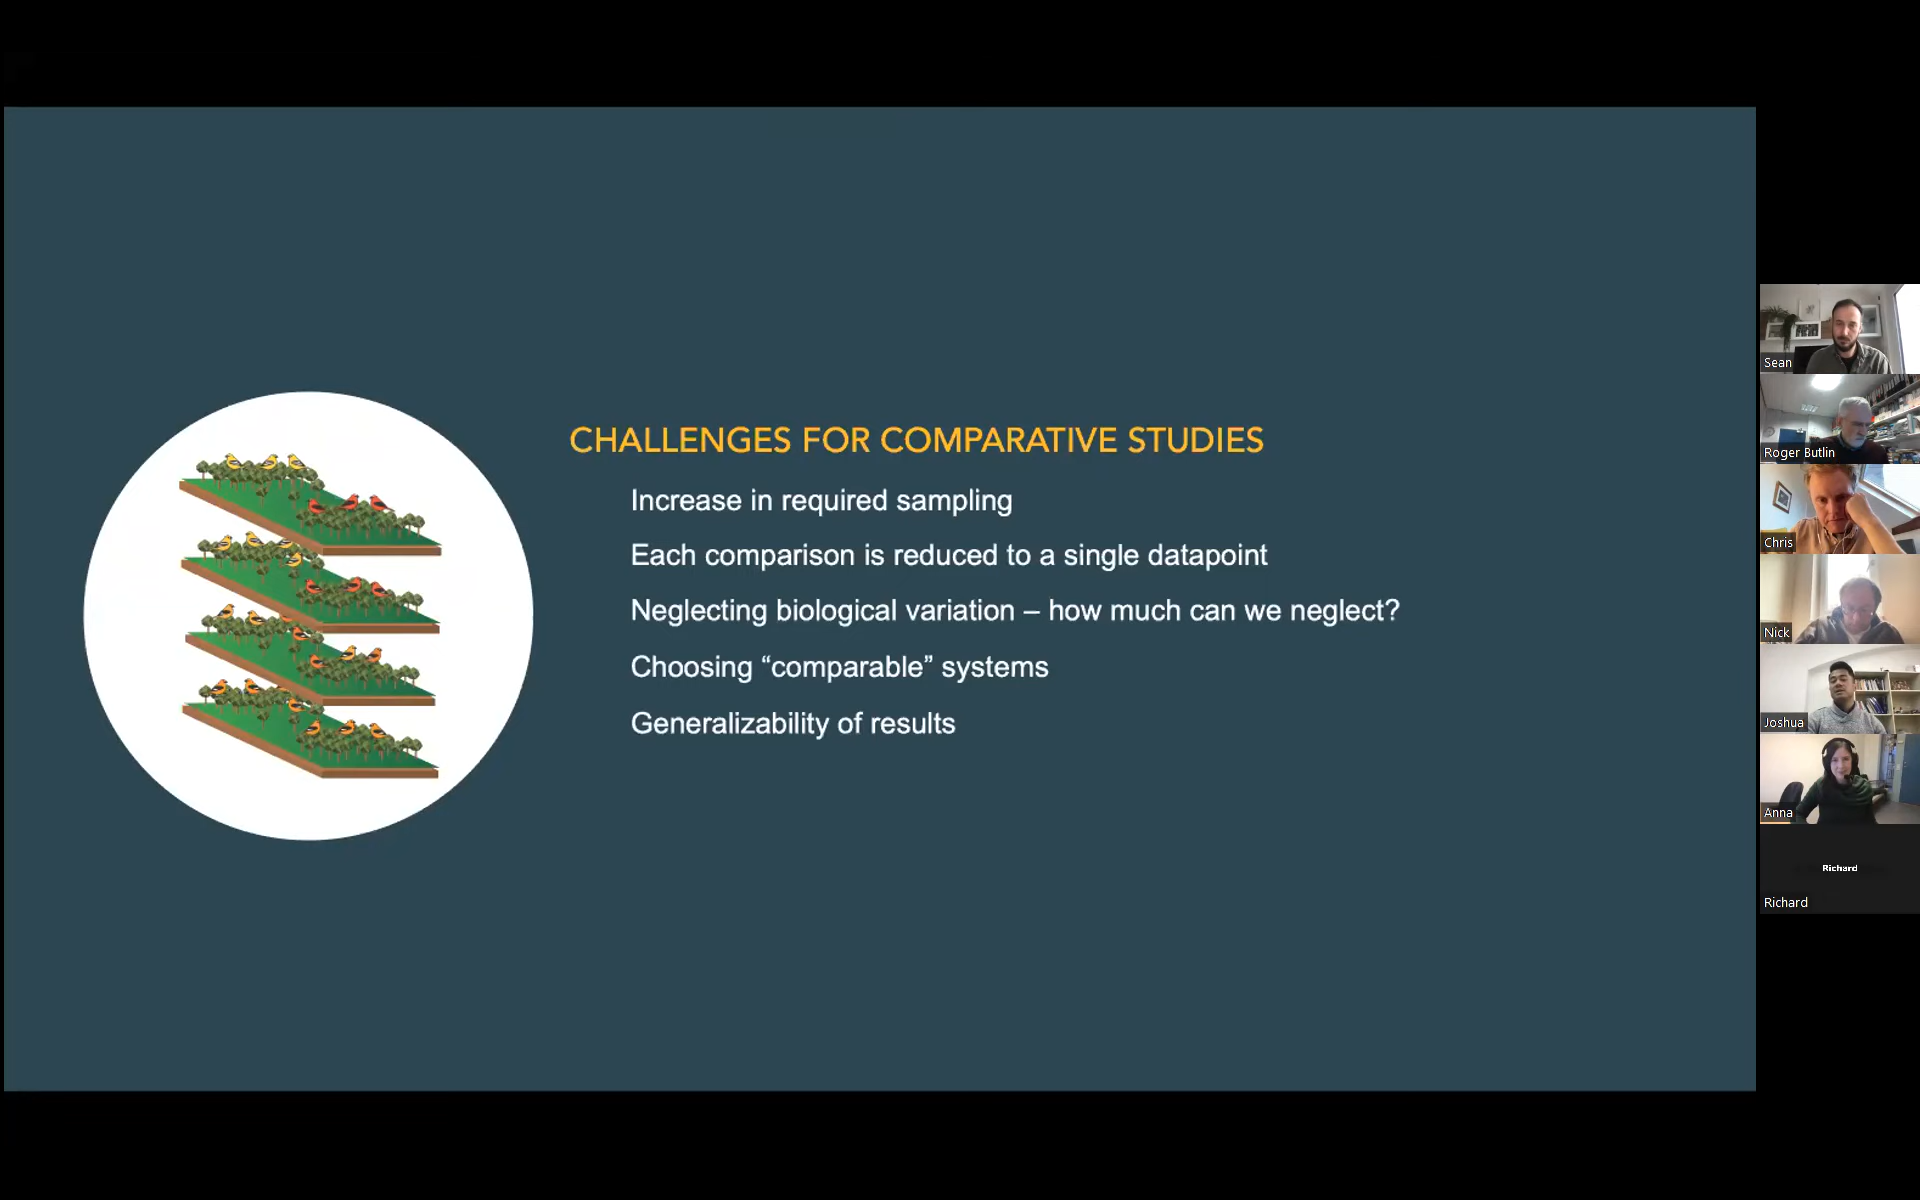 CHALLENGES FOR COMPARATIVE STUDIES
Increase in required sampling
Each comparison is reduced to a single datapoint
Neglecting biological variation – how much can we neglect?
Choosing “comparable” systems
Generalizability of results
Sean
Roger Butlin
Chris
Nick
Joshua
Anna
Richard
Richard